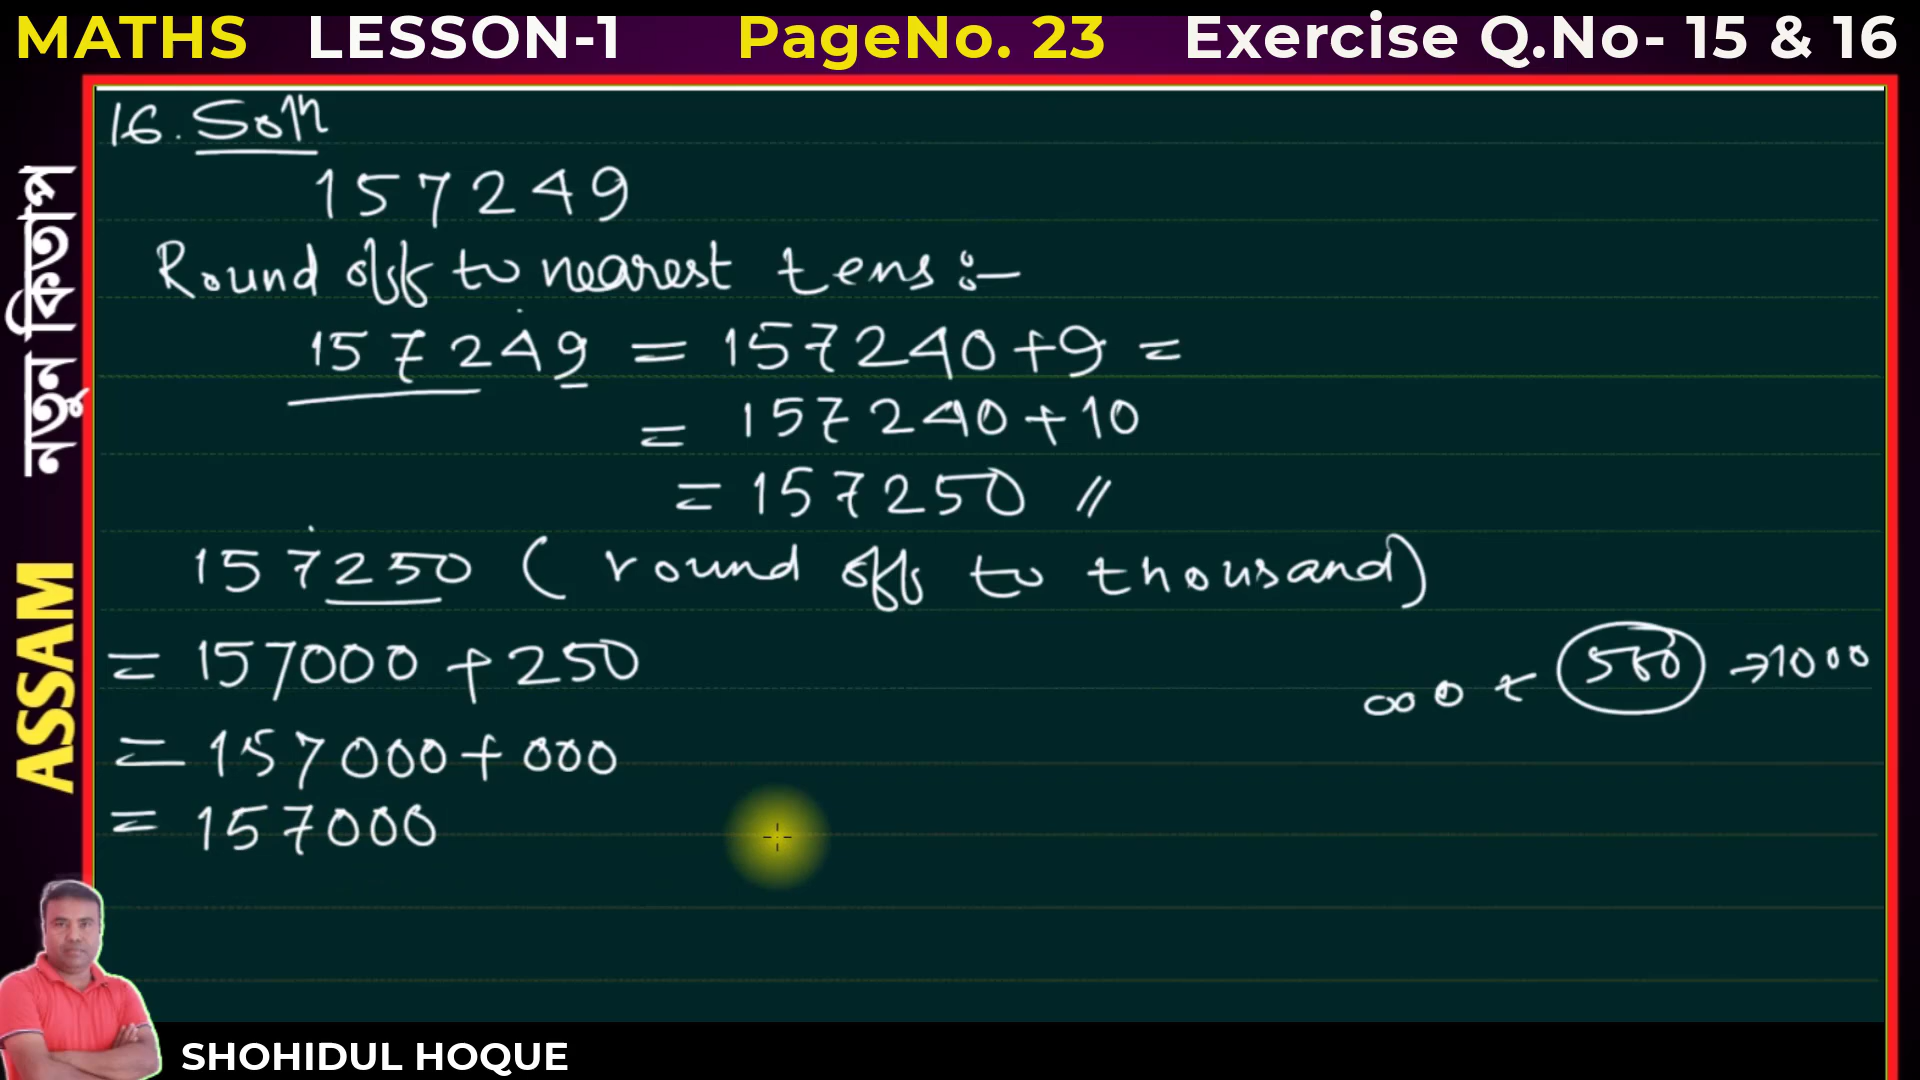 MATHS LESSON-1 PageNo. 23 Exercise Q.No- 15 & 16
নতুন কিতাপ
ASSAM
16. Soln
157249
Round off to nearest tens :-
157249 = 157240+9 =
= 157240+10
= 157250 //
157250 (round off to thousand)
= 157000 + 250
000 ← 500 → 1000
= 157000 + 000
= 157000
SHOHIDUL HOQUE